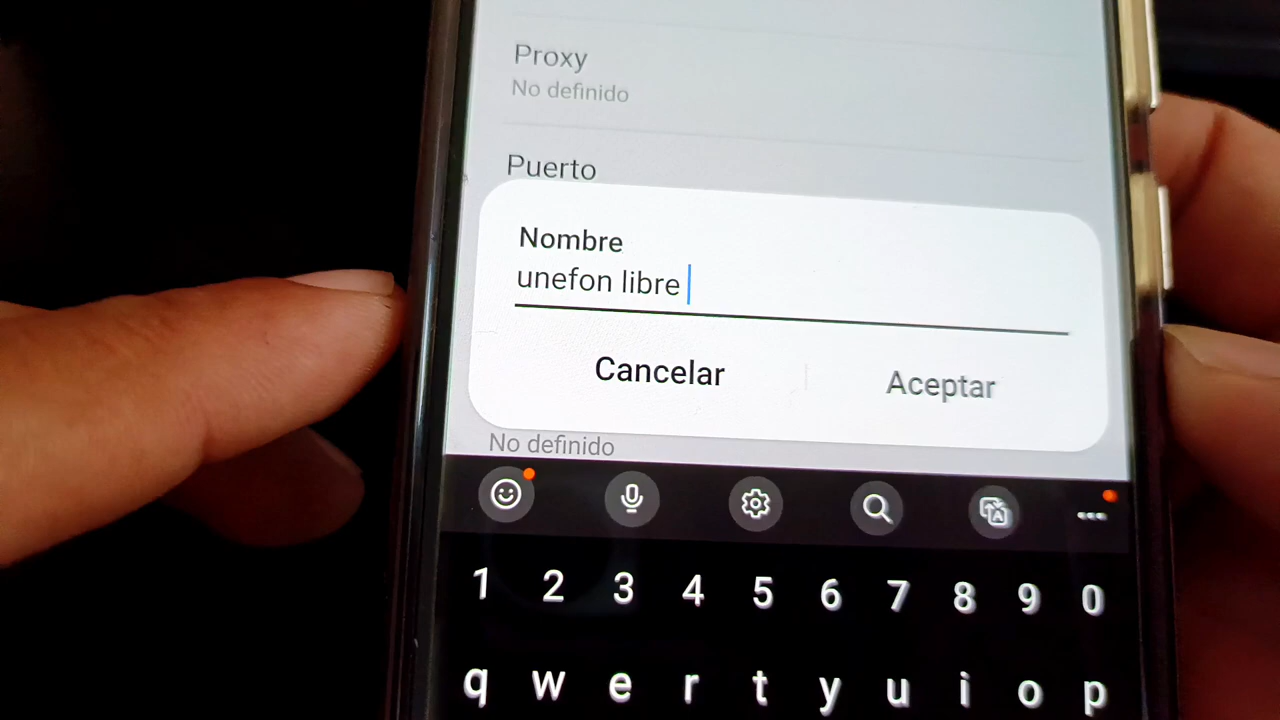 Proxy
No definido
Puerto
Nombre
unefon libre
Cancelar
Aceptar
No definido
1 2 3 4 5 6 7 8 9 0
q w e r t y u i o p